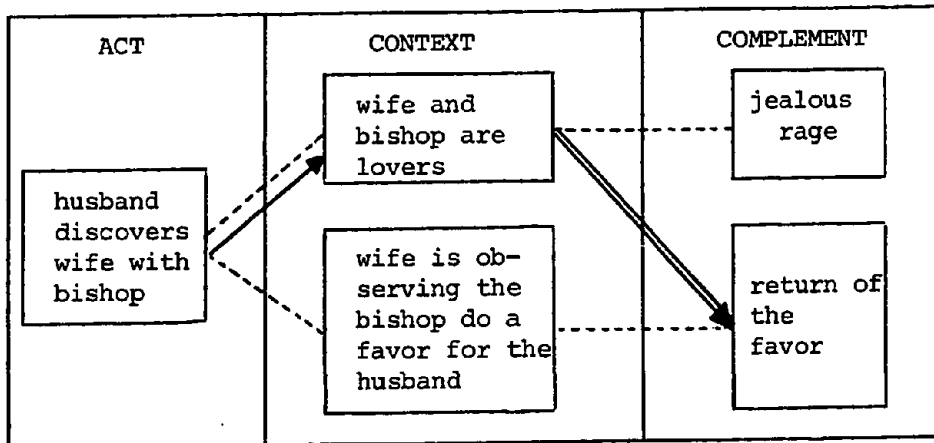 ACT
husband
discovers
wife with
bishop
CONTEXT
wife and
bishop are
lovers
wife is ob-
serving the
bishop do a
favor for the
husband
COMPLEMENT
jealous
rage
return of
the
favor